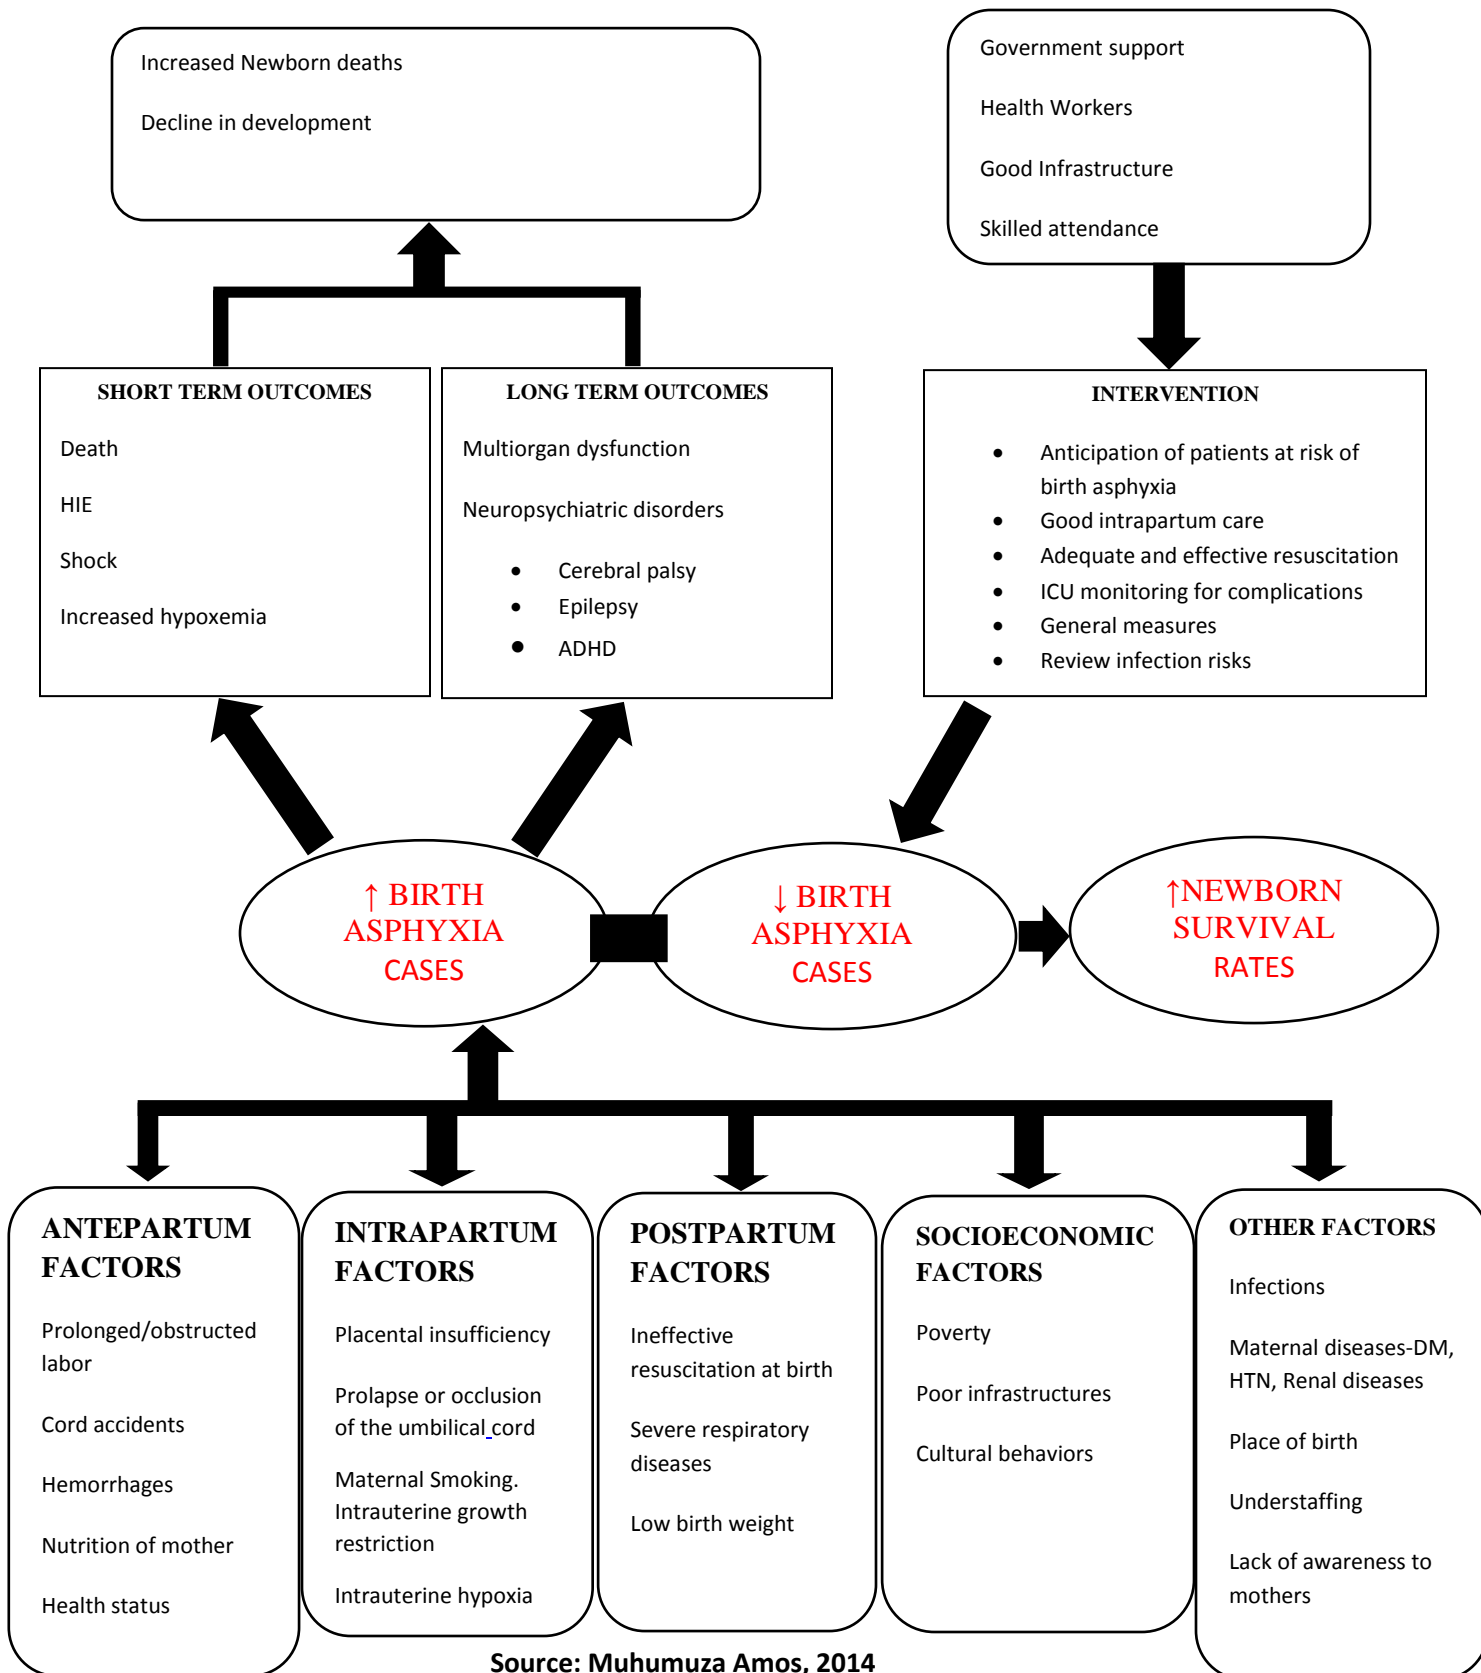 Increased Newborn deaths
Decline in development
Government support
Health Workers
Good Infrastructure
Skilled attendance
SHORT TERM OUTCOMES
Death
HIE
Shock
Increased hypoxemia
LONG TERM OUTCOMES
Multiorgan dysfunction
Neuropsychiatric disorders
• Cerebral palsy
• Epilepsy
• ADHD
INTERVENTION
• Anticipation of patients at risk of
birth asphyxia
• Good intrapartum care
• Adequate and effective resuscitation
• ICU monitoring for complications
• General measures
• Review infection risks
↑ BIRTH
ASPHYXIA
CASES
↓ BIRTH
ASPHYXIA
CASES
↑NEWBORN
SURVIVAL
RATES
ANTEPARTUM
FACTORS
Prolonged/obstructed
labor
Cord accidents
Hemorrhages
Nutrition of mother
Health status
INTRAPARTUM
FACTORS
Placental insufficiency
Prolapse or occlusion
of the umbilical cord
Maternal Smoking.
Intrauterine growth
restriction
Intrauterine hypoxia
POSTPARTUM
FACTORS
Ineffective
resuscitation at birth
Severe respiratory
diseases
Low birth weight
SOCIOECONOMIC
FACTORS
Poverty
Poor infrastructures
Cultural behaviors
OTHER FACTORS
Infections
Maternal diseases-DM,
HTN, Renal diseases
Place of birth
Understaffing
Lack of awareness to
mothers
Source: Muhumuza Amos, 2014